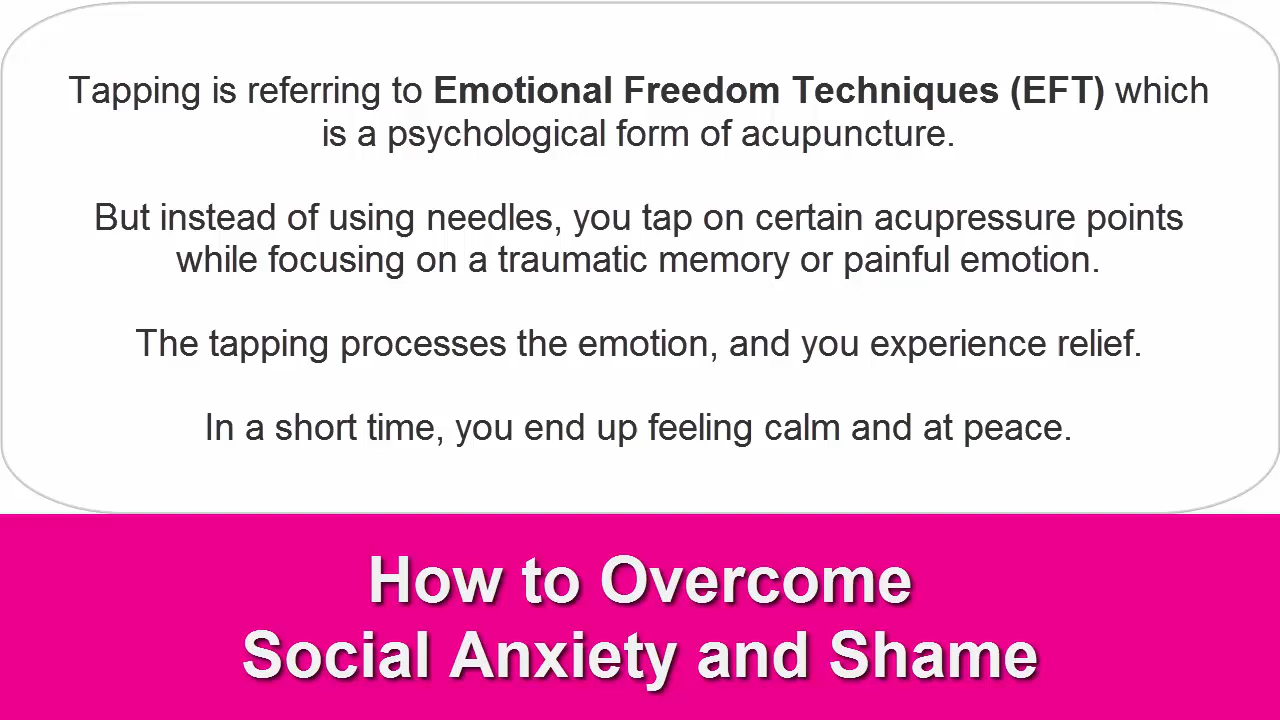 Tapping is referring to Emotional Freedom Techniques (EFT) which
is a psychological form of acupuncture.
But instead of using needles, you tap on certain acupressure points
while focusing on a traumatic memory or painful emotion.
The tapping processes the emotion, and you experience relief.
In a short time, you end up feeling calm and at peace.
How to Overcome
Social Anxiety and Shame